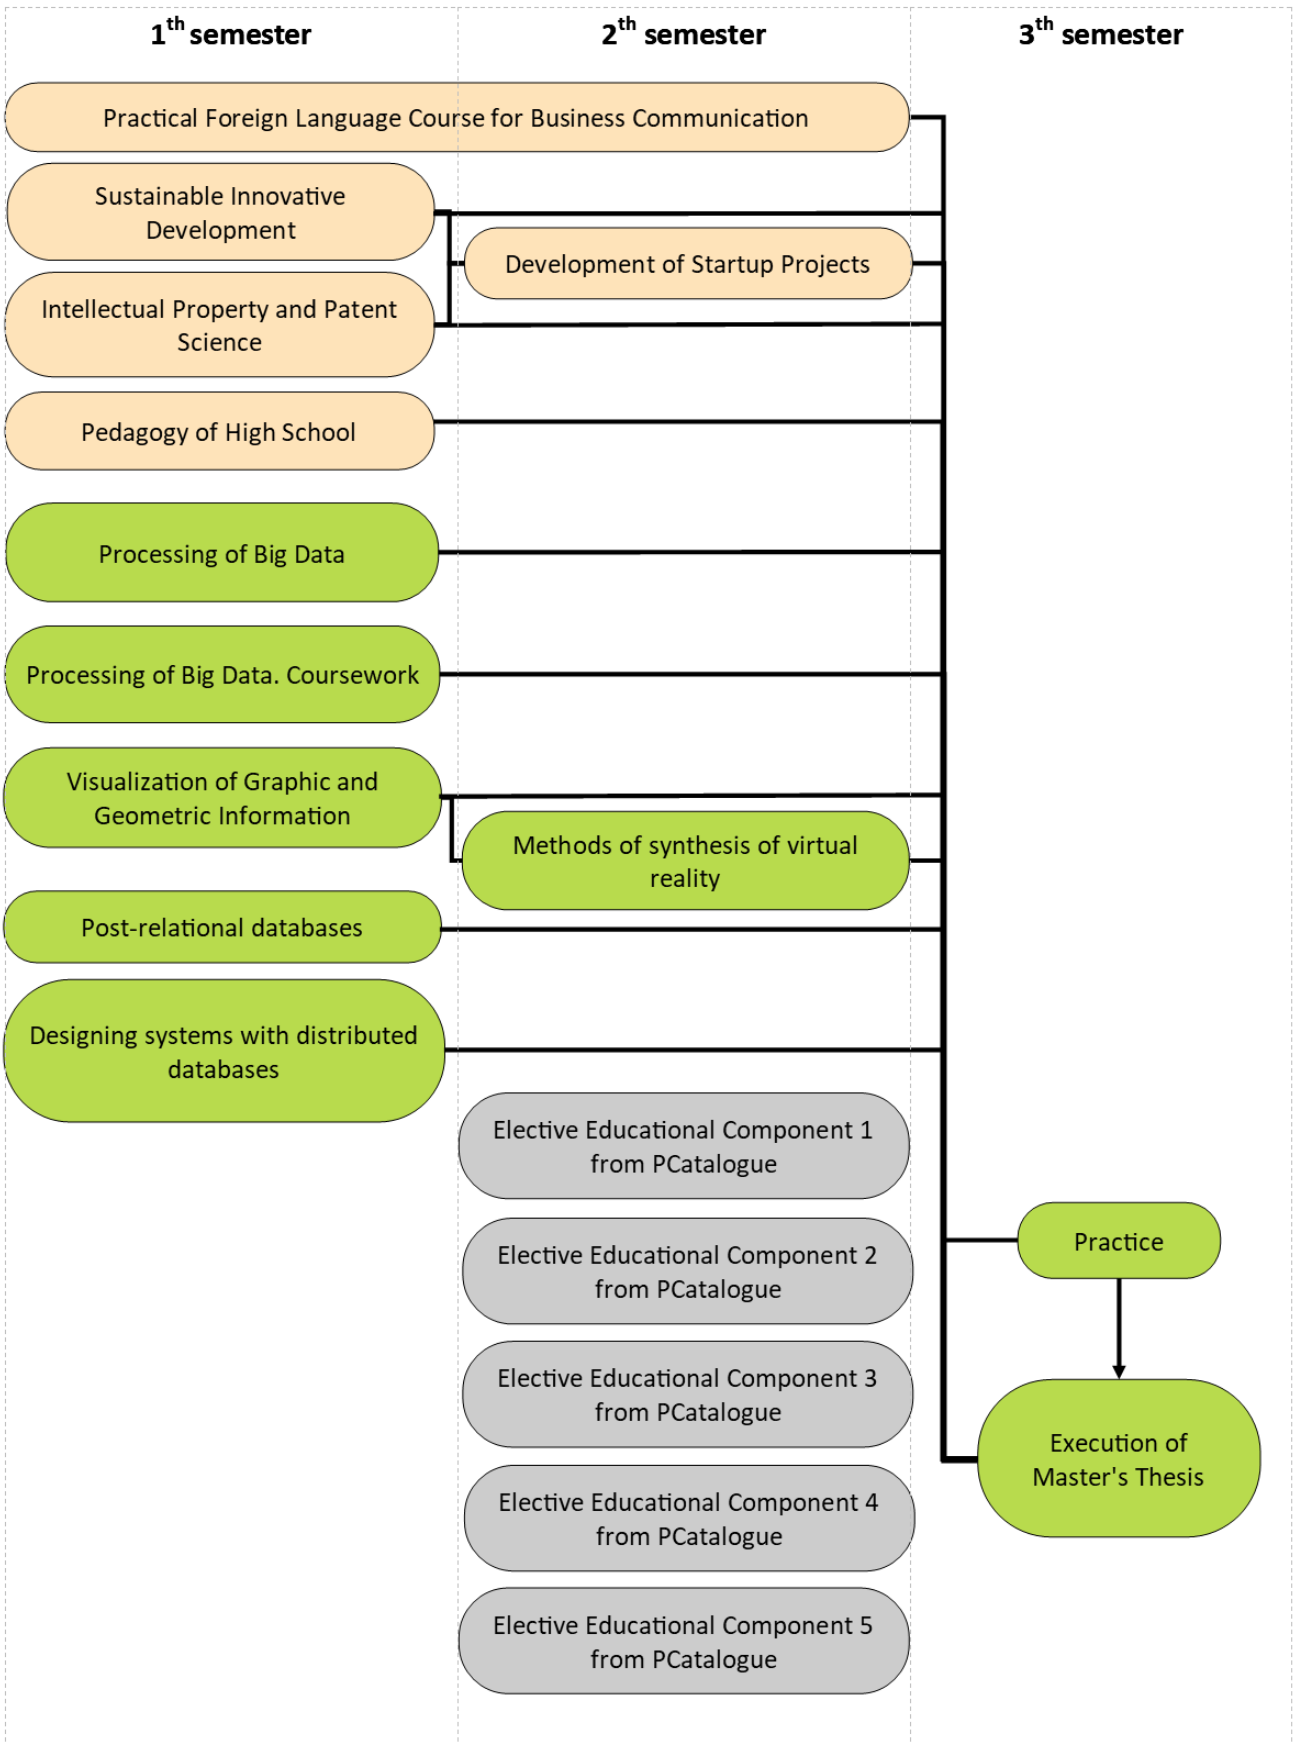 1th semester
2th semester
3th semester
Practical Foreign Language Course for Business Communication
Sustainable Innovative
Development
Development of Startup Projects
Intellectual Property and Patent
Science
Pedagogy of High School
Processing of Big Data
Processing of Big Data. Coursework
Visualization of Graphic and
Geometric Information
Methods of synthesis of virtual
reality
Post-relational databases
Designing systems with distributed
databases
Elective Educational Component 1
from PCatalogue
Elective Educational Component 2
from PCatalogue
Practice
Elective Educational Component 3
from PCatalogue
Execution of
Master's Thesis
Elective Educational Component 4
from PCatalogue
Elective Educational Component 5
from PCatalogue